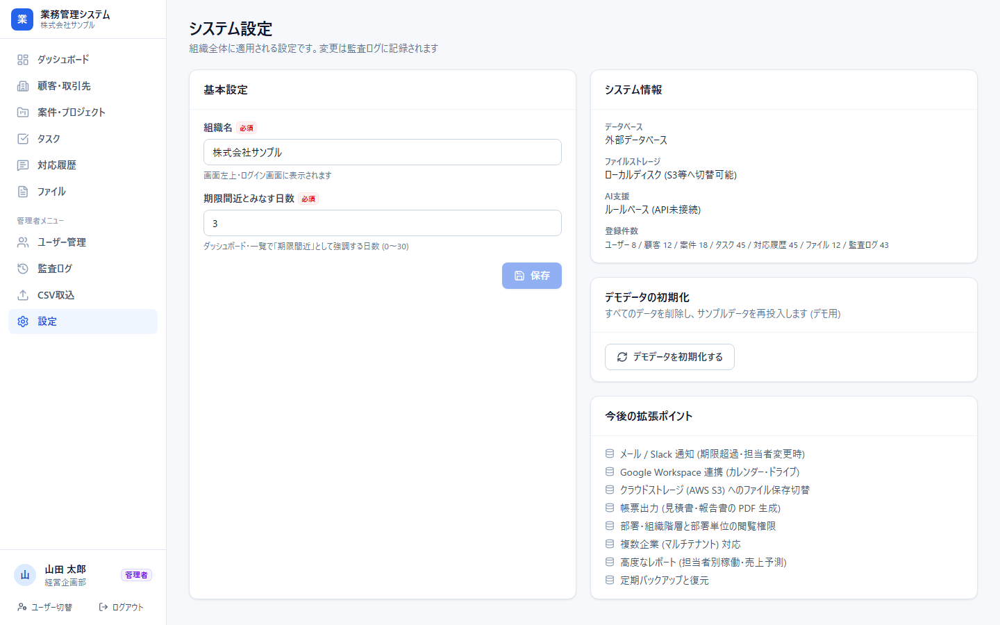 業
業務管理システム
株式会社サンプル
ダッシュボード
顧客・取引先
案件・プロジェクト
タスク
対応履歴
ファイル
管理者メニュー
ユーザー管理
監査ログ
CSV取込
設定
山
山田 太郎
経営企画部
管理者
ユーザー切替
ログアウト
システム設定
組織全体に適用される設定です。変更は監査ログに記録されます
基本設定
組織名 必須
株式会社サンプル
画面左上・ログイン画面に表示されます
期限間近とみなす日数 必須
3
ダッシュボード・一覧で「期限間近」として強調する日数 (0〜30)
保存
システム情報
データベース
外部データベース
ファイルストレージ
ローカルディスク (S3等へ切替可能)
AI支援
ルールベース (API未接続)
登録件数
ユーザー 8 / 顧客 12 / 案件 18 / タスク 45 / 対応履歴 45 / ファイル 12 / 監査ログ 43
デモデータの初期化
すべてのデータを削除し、サンプルデータを再投入します (デモ用)
デモデータを初期化する
今後の拡張ポイント
メール / Slack 通知 (期限超過・担当者変更時)
Google Workspace 連携 (カレンダー・ドライブ)
クラウドストレージ (AWS S3) へのファイル保存切替
帳票出力 (見積書・報告書の PDF 生成)
部署・組織階層と部署単位の閲覧権限
複数企業 (マルチテナント) 対応
高度なレポート (担当者別稼働・売上予測)
定期バックアップと復元